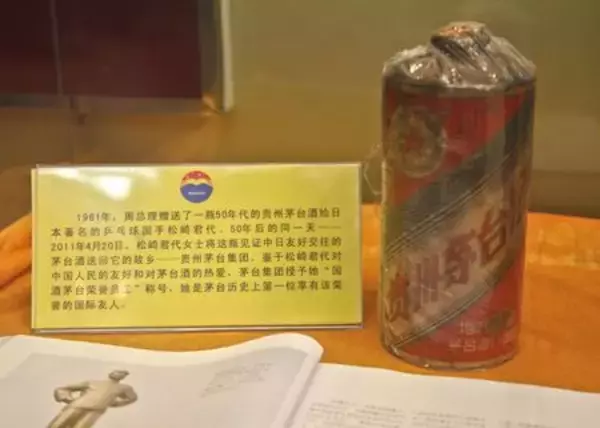 1961年，周总理赠送了一瓶50年代的贵州茅台酒给日
本著名的乒乓球国手松崎君代。50年后的同一天——
2011年4月20日，松崎君代女士将这瓶见证中日友好交往的
茅台酒送回它的故乡——贵州茅台集团。鉴于松崎君代对
中国人民的友好和对茅台酒的热爱，茅台集团授予她“国
酒茅台荣誉员工”称号，她是茅台历史上第一位享有该荣
誉的国际友人。
贵州茅台酒